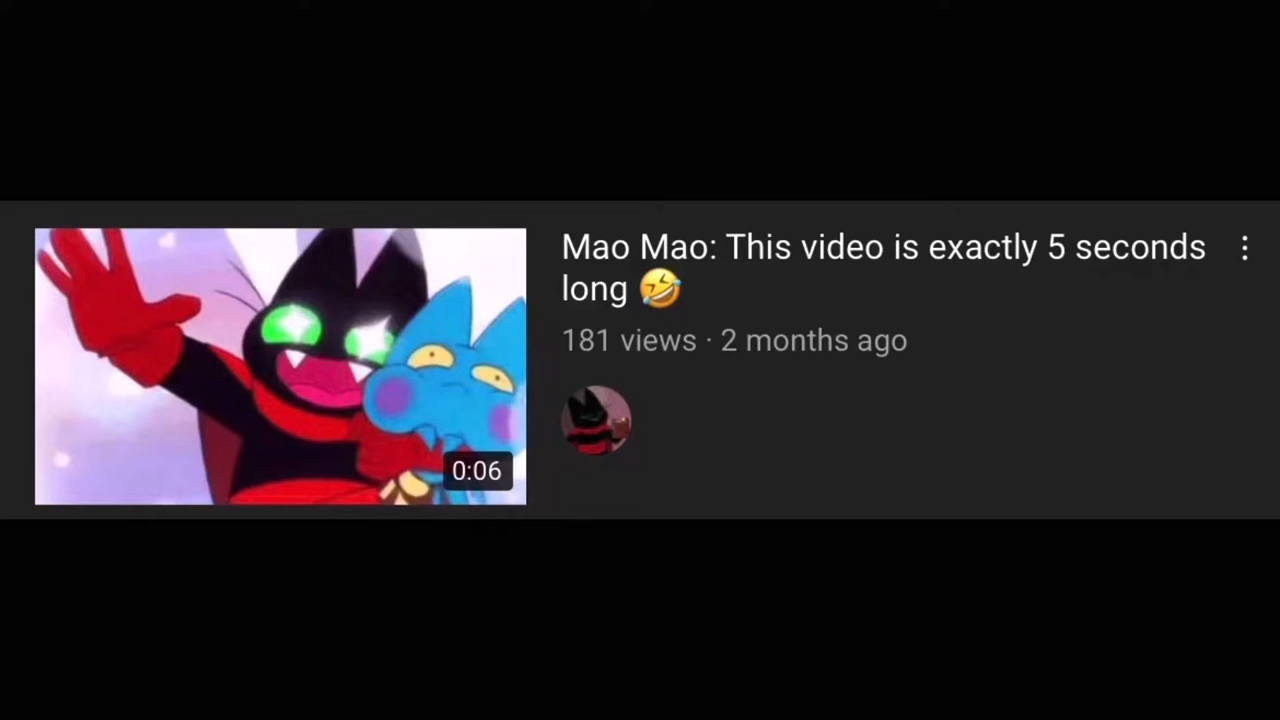 Mao Mao: This video is exactly 5 seconds
long 🤣
181 views · 2 months ago
0:06